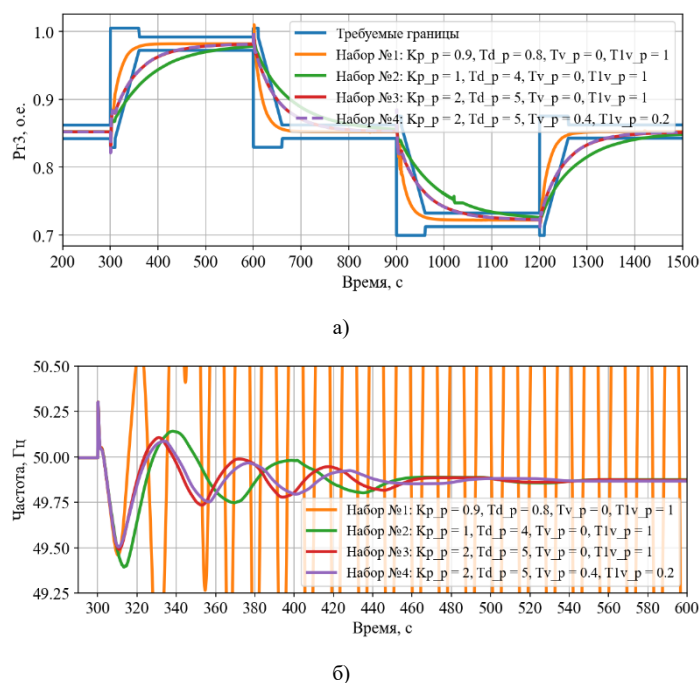 1.0
0.9
0.8
0.7
Рт3, о.е.
Требуемые границы
Набор №1: Kp_p = 0.9, Td_p = 0.8, Tv_p = 0, T1v_p = 1
Набор №2: Kp_p = 1, Td_p = 4, Tv_p = 0, T1v_p = 1
Набор №3: Kp_p = 2, Td_p = 5, Tv_p = 0, T1v_p = 1
Набор №4: Kp_p = 2, Td_p = 5, Tv_p = 0.4, T1v_p = 0.2
200 300 400 500 600 700 800 900 1000 1100 1200 1300 1400 1500
Время, с
а)
50.50
50.25
50.00
49.75
49.50
49.25
Частота, Гц
Набор №1: Kp_p = 0.9, Td_p = 0.8, Tv_p = 0, T1v_p = 1
Набор №2: Kp_p = 1, Td_p = 4, Tv_p = 0, T1v_p = 1
Набор №3: Kp_p = 2, Td_p = 5, Tv_p = 0, T1v_p = 1
Набор №4: Kp_p = 2, Td_p = 5, Tv_p = 0.4, T1v_p = 0.2
300 320 340 360 380 400 420 440 460 480 500 520 540 560 580 600
Время, с
б)